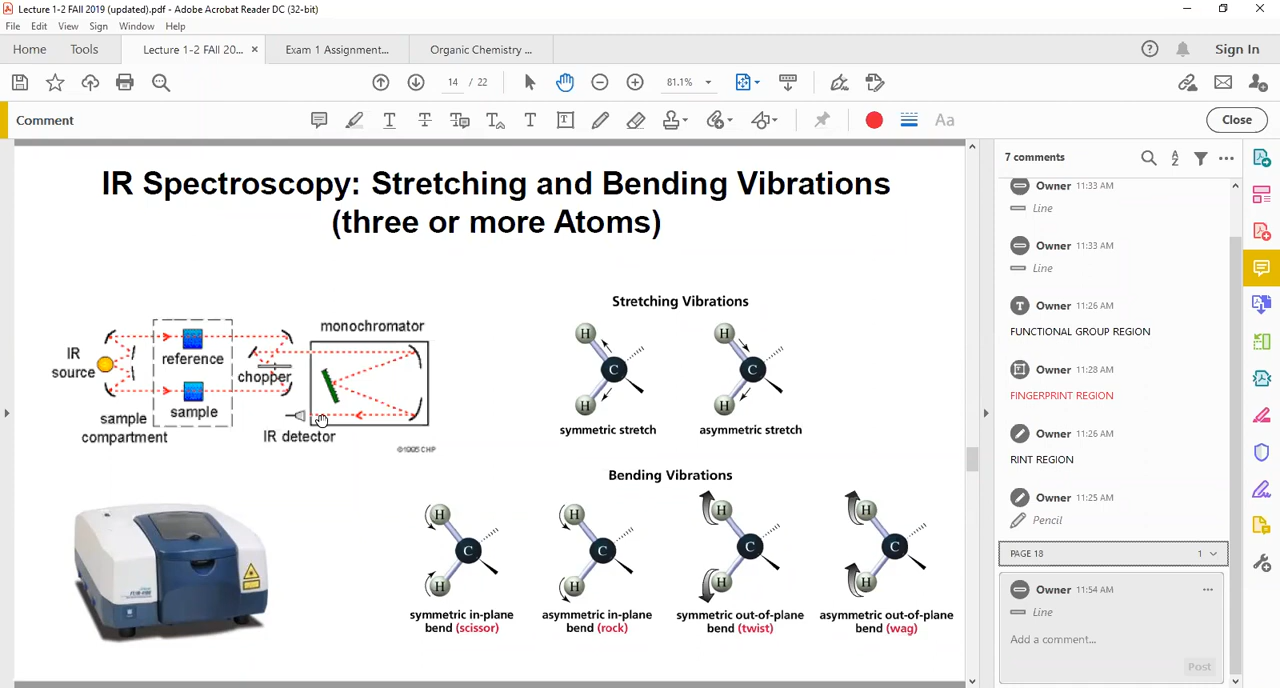 Lecture 1-2 FAll 2019 (updated).pdf - Adobe Acrobat Reader DC (32-bit)
File Edit View Sign Window Help
Home Tools Lecture 1-2 FAll 20... × Exam 1 Assignment... Organic Chemistry ... Sign In
14 / 22 81.1%
Comment Aa Close
7 comments
IR Spectroscopy: Stretching and Bending Vibrations
(three or more Atoms)
IR
source
reference
sample
sample
compartment
chopper
monochromator
IR detector
©1995 CHP
Stretching Vibrations
H H
C C
H H
symmetric stretch asymmetric stretch
Bending Vibrations
H H H H
C C C C
H H H H
symmetric in-plane asymmetric in-plane symmetric out-of-plane asymmetric out-of-plane
bend (scissor) bend (rock) bend (twist) bend (wag)
Owner 11:33 AM
Line
Owner 11:33 AM
Line
T Owner 11:26 AM
FUNCTIONAL GROUP REGION
Owner 11:28 AM
FINGERPRINT REGION
Owner 11:26 AM
RINT REGION
Owner 11:25 AM
Pencil
PAGE 18 1
Owner 11:54 AM
Line
Add a comment...
Post